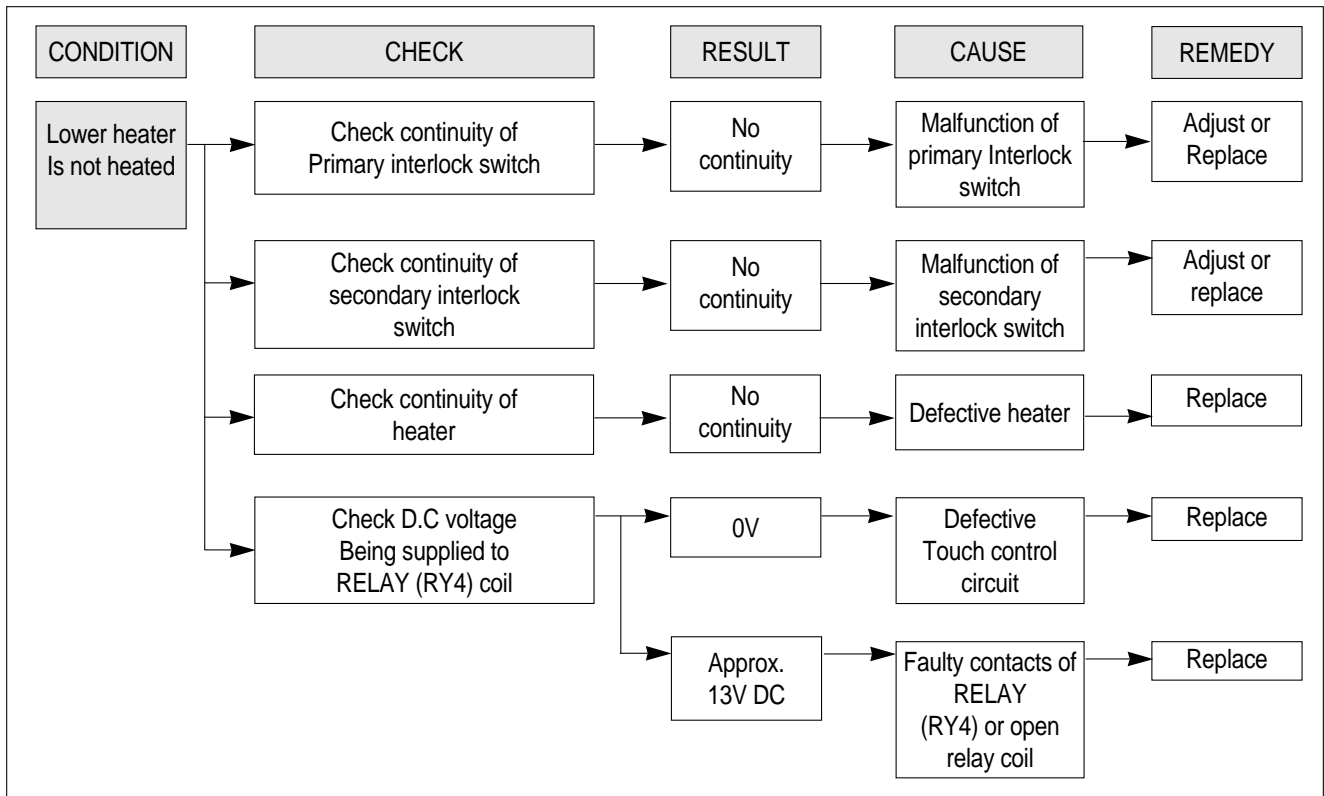 CONDITION
CHECK
RESULT
CAUSE
REMEDY
Lower heater
Is not heated
Check continuity of
Primary interlock switch
No
continuity
Malfunction of
primary Interlock
switch
Adjust or
Replace
Check continuity of
secondary interlock
switch
No
continuity
Malfunction of
secondary
interlock switch
Adjust or
replace
Check continuity of
heater
No
continuity
Defective heater
Replace
Check D.C voltage
Being supplied to
RELAY (RY4) coil
0V
Defective
Touch control
circuit
Replace
Approx.
13V DC
Faulty contacts of
RELAY
(RY4) or open
relay coil
Replace